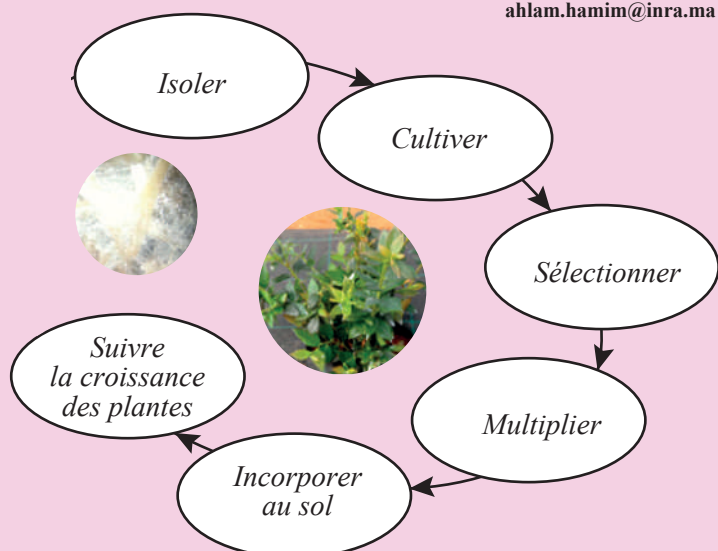 ahlam.hamim@inra.ma
Isoler
Cultiver
Sélectionner
Multiplier
Incorporer
au sol
Suivre
la croissance
des plantes